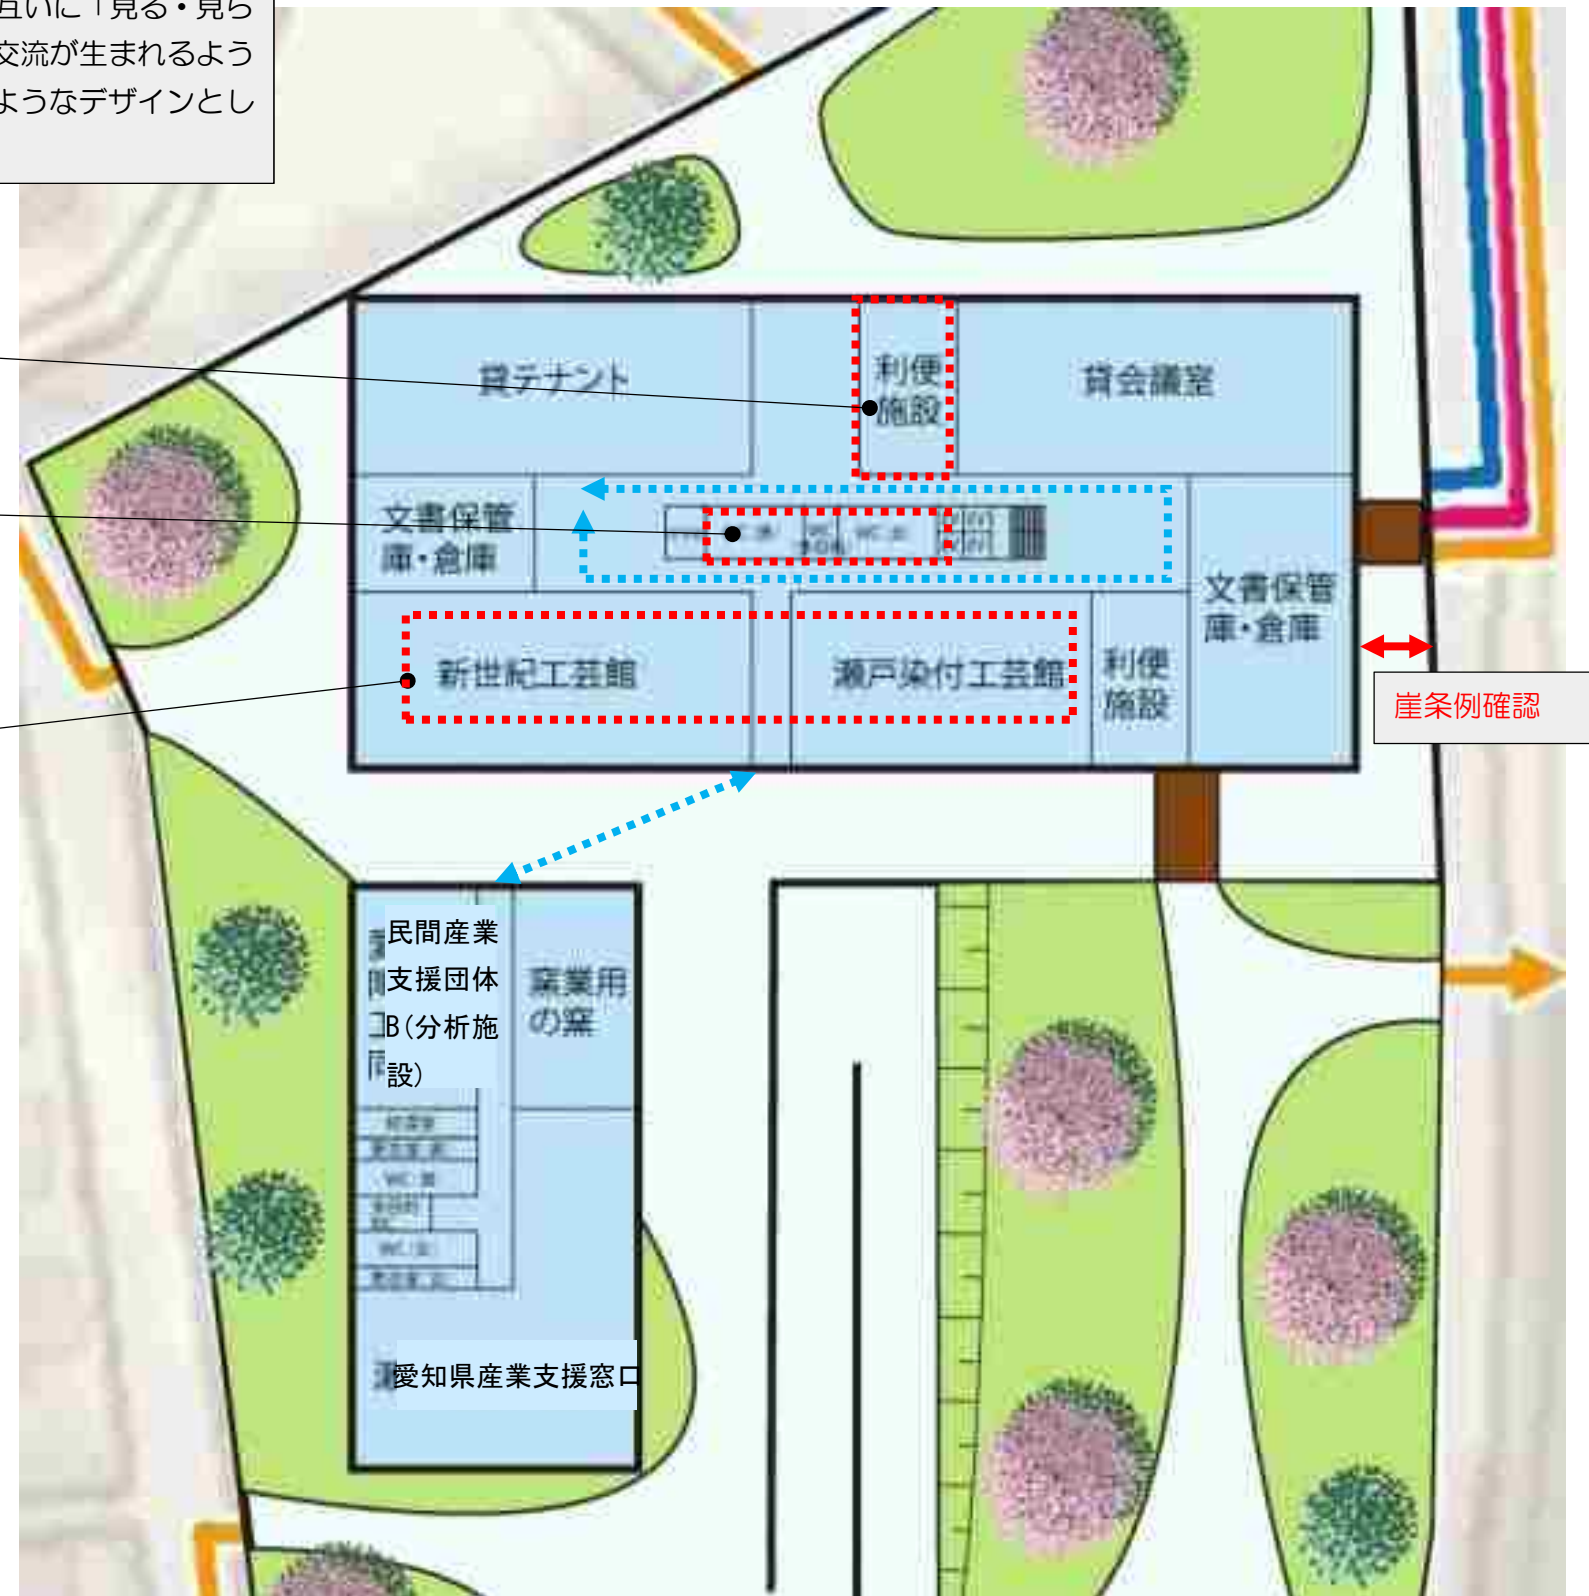 互いに「見る・見ら
交流が生まれるよう
ようなデザインとし
貸テナント
利便
施設
貸会議室
文書保管
庫・倉庫
文書保管
庫・倉庫
新世紀工芸館
瀬戸染付工芸館
利便
施設
崖条例確認
民間産業
支援団体
B(分析施
設)
窯業用
の窯
愛知県産業支援窓口